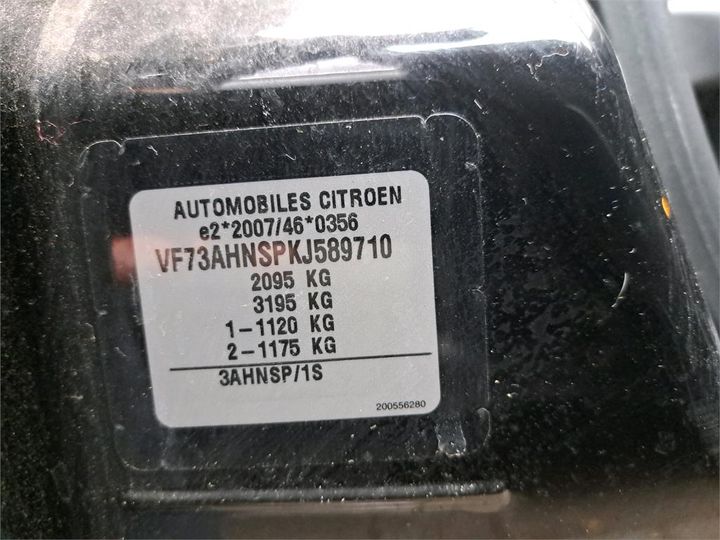 AUTOMOBILES CITROEN
e2*2007/46*0356
VF73AHNSPKJ589710
2095 KG
3195 KG
1-1120 KG
2-1175 KG
3AHNSP/1S
200556280